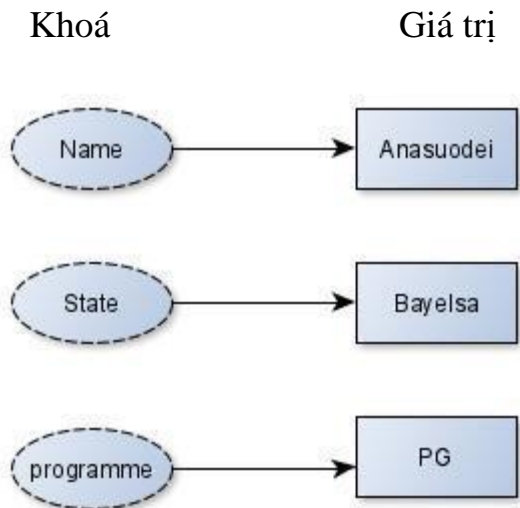 Khoá Giá trị
Name Anasuodei
State Bayelsa
programme PG